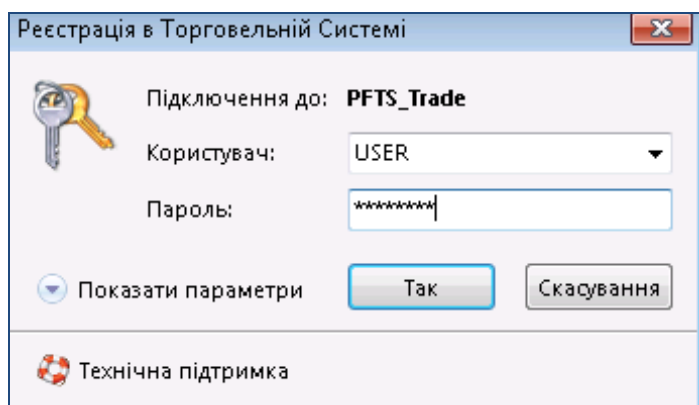 Реєстрація в Торговельній Системі
Підключення до: PFTS_Trade
Користувач: USER
Пароль: ********
Показати параметри Так Скасування
Технічна підтримка